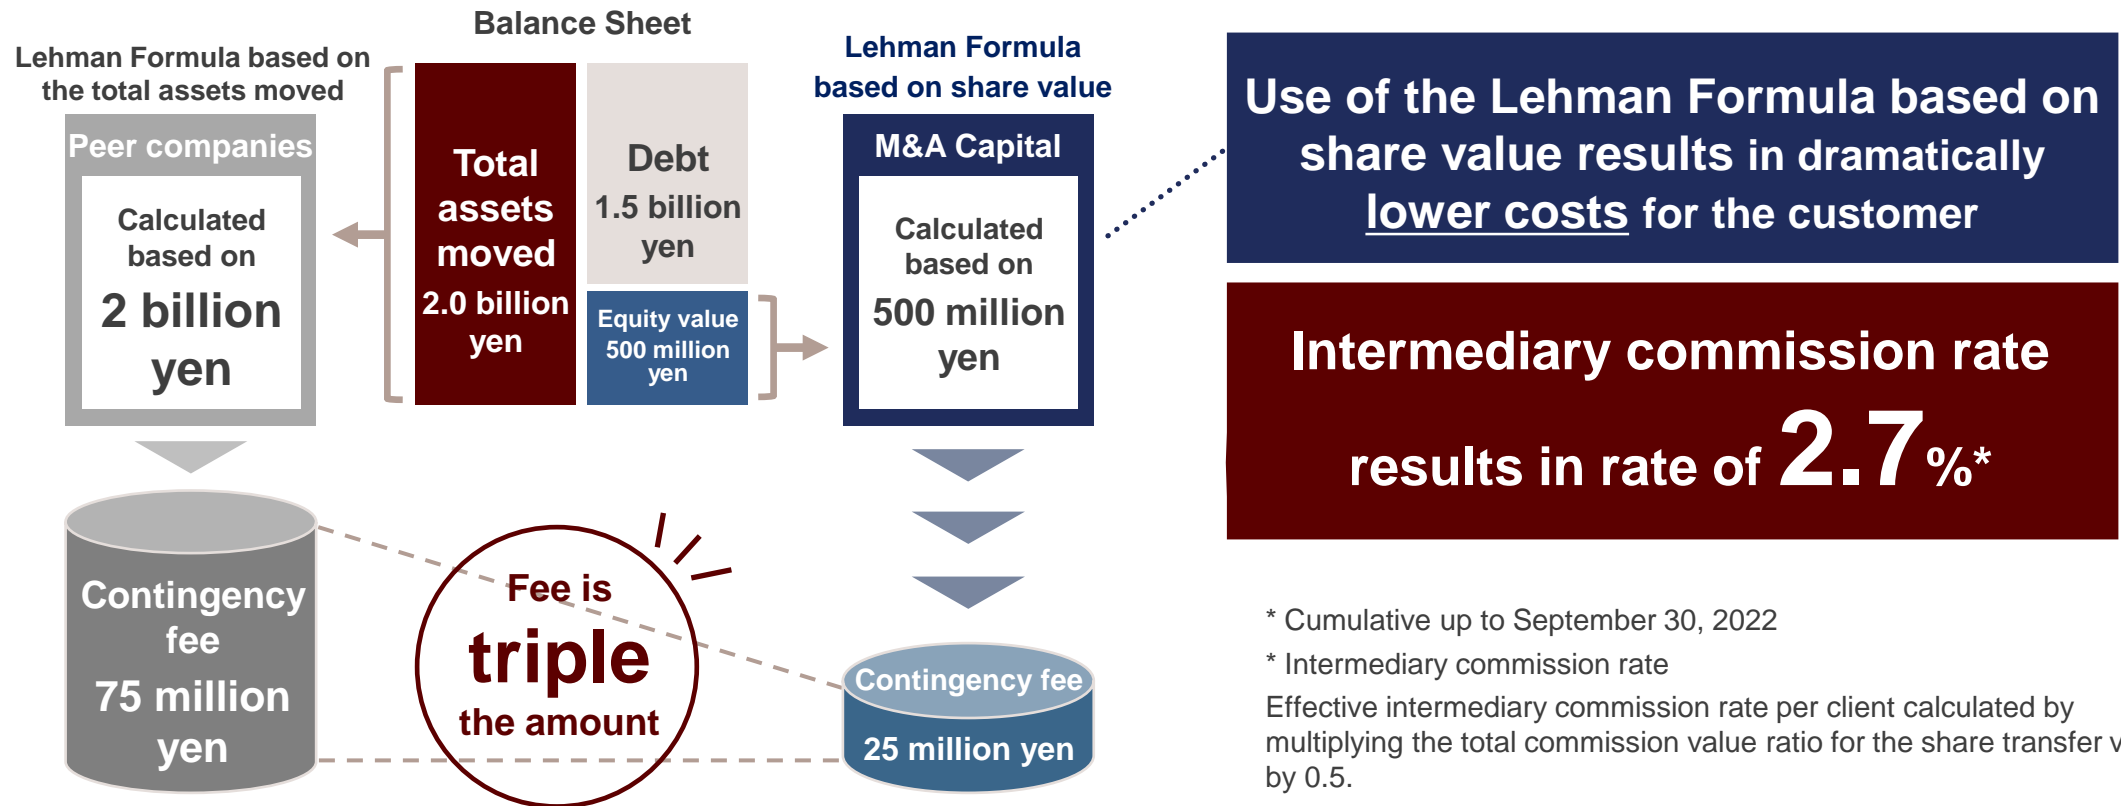 Balance Sheet
Lehman Formula based on
the total assets moved
Peer companies
Calculated
based on
2 billion
yen
Total
assets
moved
2.0 billion
yen
Debt
1.5 billion
yen
Equity value
500 million
yen
Lehman Formula
based on share value
M&A Capital
Calculated
based on
500 million
yen
Contingency
fee
75 million
yen
Fee is
triple
the amount
Contingency fee
25 million yen
Use of the Lehman Formula based on
share value results in dramatically
lower costs for the customer
Intermediary commission rate
results in rate of 2.7%*
* Cumulative up to September 30, 2022
* Intermediary commission rate
Effective intermediary commission rate per client calculated by
multiplying the total commission value ratio for the share transfer
by 0.5.